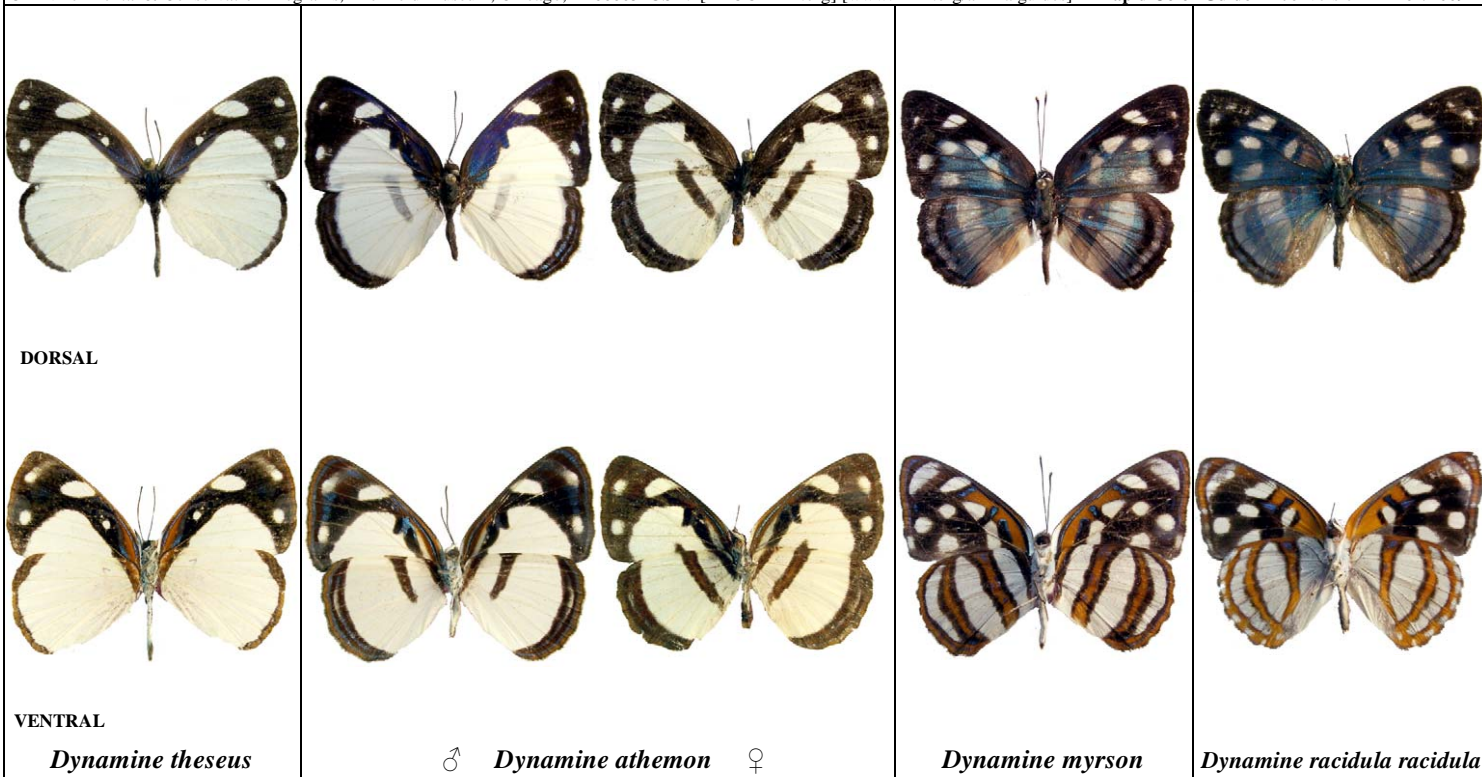 DORSAL
VENTRAL
Dynamine theseus
♂ Dynamine athemon ♀
Dynamine myrson
Dynamine racidula racidula